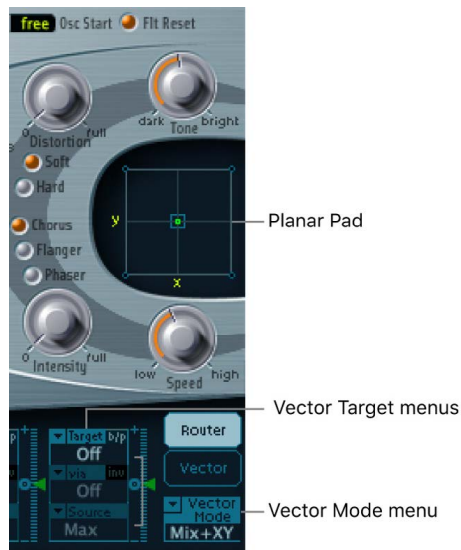 free Osc Start Flt Reset
0 Distortion full
dark Tone bright
Soft
Hard
Chorus
Flanger
Phaser
y
x
Planar Pad
0 Intensity full
low Speed high
Vector Target menus
Target b/p
Off
via inv
Off
Source
Max
Router
Vector
Vector
Mode
Mix+XY
Vector Mode menu